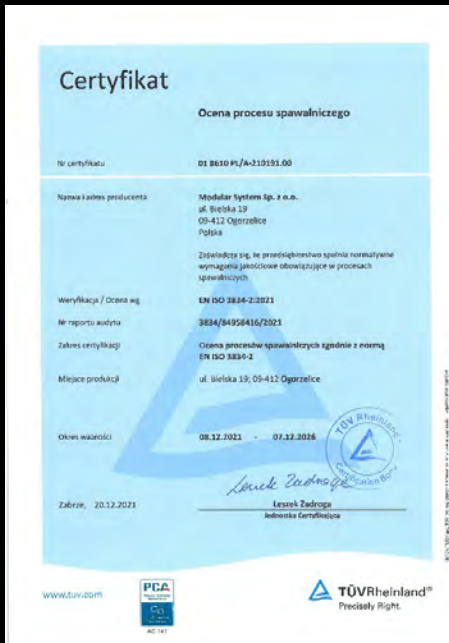 Certyfikat
Ocena procesu spawalniczego
Nr certyfikatu 01 8610 PL/A-210191.00
Nazwa i adres producenta Modular System Sp. z o.o.
ul. Bielska 19
09-412 Ogorzelice
Polska
Zaświadcza się, że przedsiębiorstwo spełnia normatywne
wymagania jakościowe obowiązujące w procesach
spawalniczych
Weryfikacja / Ocena wg EN ISO 3834-2:2021
Nr raportu audytu 3834/84958416/2021
Zakres certyfikacji Ocena procesów spawalniczych zgodnie z normą
EN ISO 3834-2
Miejsce produkcji ul. Bielska 19; 09-412 Ogorzelice
Okres ważności 08.12.2021 - 07.12.2026
TÜV Rheinland
Certification Body
Leszek Zadroga
Zabrze, 20.12.2021 Leszek Zadroga
Jednostka Certyfikująca
www.tuv.com
PCA
AC 141
TÜVRheinland®
Precisely Right.